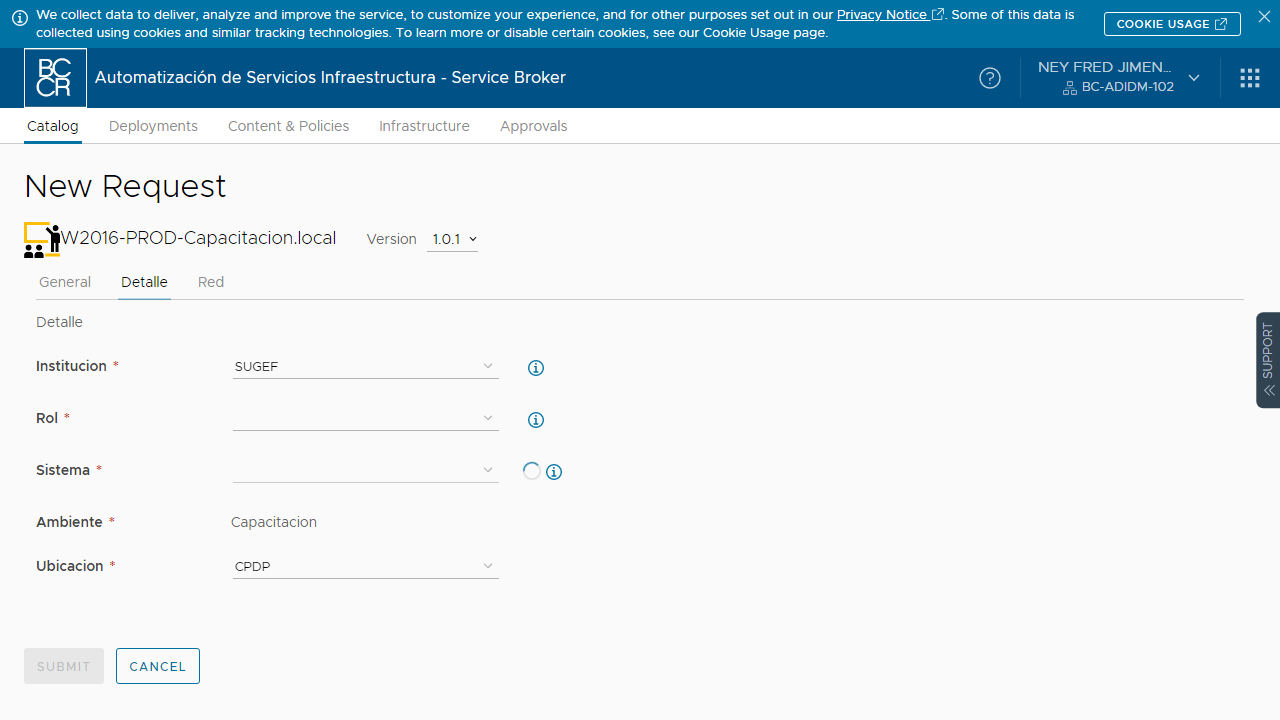 We collect data to deliver, analyze and improve the service, to customize your experience, and for other purposes set out in our Privacy Notice. Some of this data is
collected using cookies and similar tracking technologies. To learn more or disable certain cookies, see our Cookie Usage page.
COOKIE USAGE
BC
CR
Automatización de Servicios Infraestructura - Service Broker
NEY FRED JIMEN...
BC-ADIDM-102
Catalog
Deployments
Content & Policies
Infrastructure
Approvals
New Request
W2016-PROD-Capacitacion.local
Version 1.0.1
General
Detalle
Red
Detalle
Institucion * SUGEF
Rol *
Sistema *
Ambiente * Capacitacion
Ubicacion * CPDP
SUPPORT
SUBMIT
CANCEL